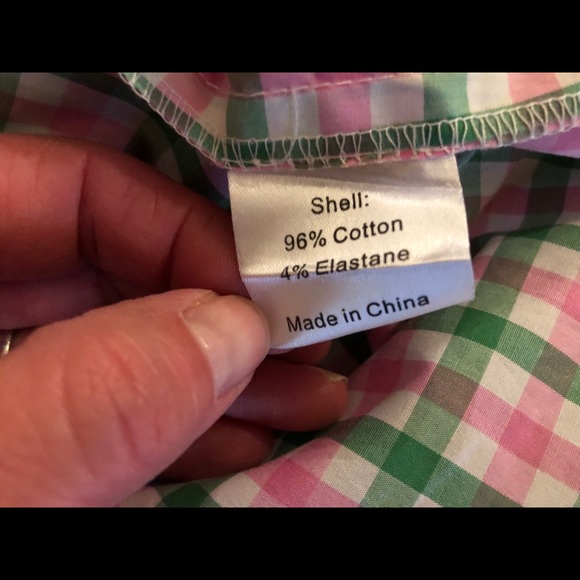 Shell:
96% Cotton
4% Elastane
Made in China